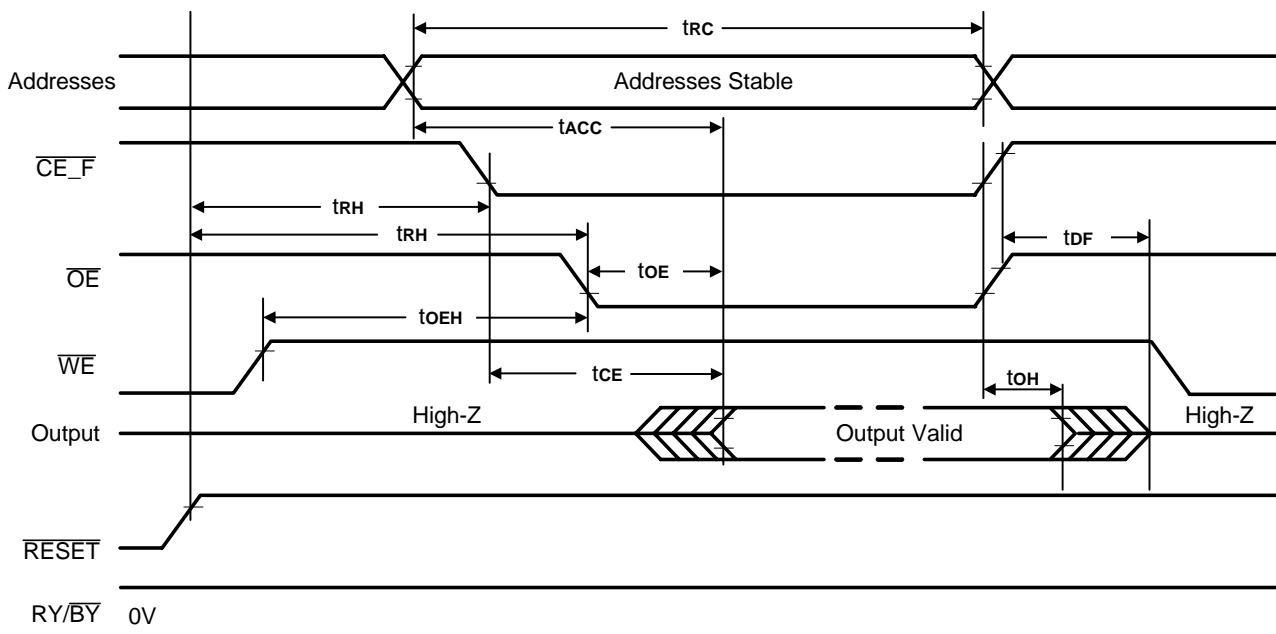 tRC
Addresses
Addresses Stable
tACC
CE_F
tRH
tRH
tDF
OE
tOE
tOEH
WE
tCE
tOH
High-Z
High-Z
Output
Output Valid
RESET
RY/BY
0V